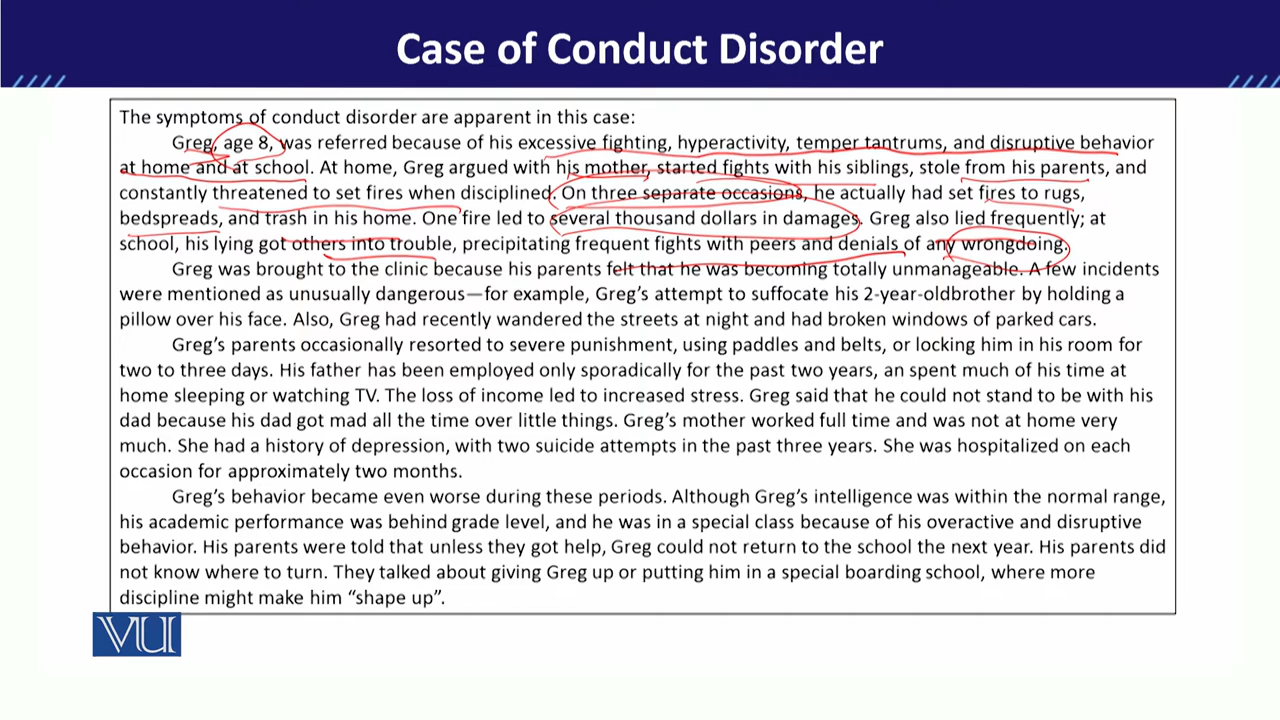 Case of Conduct Disorder
The symptoms of conduct disorder are apparent in this case:
Greg, age 8, was referred because of his excessive fighting, hyperactivity, temper tantrums, and disruptive behavior
at home and at school. At home, Greg argued with his mother, started fights with his siblings, stole from his parents, and
constantly threatened to set fires when disciplined. On three separate occasions, he actually had set fires to rugs,
bedspreads, and trash in his home. One fire led to several thousand dollars in damages. Greg also lied frequently; at
school, his lying got others into trouble, precipitating frequent fights with peers and denials of any wrongdoing.
Greg was brought to the clinic because his parents felt that he was becoming totally unmanageable. A few incidents
were mentioned as unusually dangerous—for example, Greg's attempt to suffocate his 2-year-oldbrother by holding a
pillow over his face. Also, Greg had recently wandered the streets at night and had broken windows of parked cars.
Greg's parents occasionally resorted to severe punishment, using paddles and belts, or locking him in his room for
two to three days. His father has been employed only sporadically for the past two years, an spent much of his time at
home sleeping or watching TV. The loss of income led to increased stress. Greg said that he could not stand to be with his
dad because his dad got mad all the time over little things. Greg's mother worked full time and was not at home very
much. She had a history of depression, with two suicide attempts in the past three years. She was hospitalized on each
occasion for approximately two months.
Greg's behavior became even worse during these periods. Although Greg's intelligence was within the normal range,
his academic performance was behind grade level, and he was in a special class because of his overactive and disruptive
behavior. His parents were told that unless they got help, Greg could not return to the school the next year. His parents did
not know where to turn. They talked about giving Greg up or putting him in a special boarding school, where more
discipline might make him “shape up”.
VU